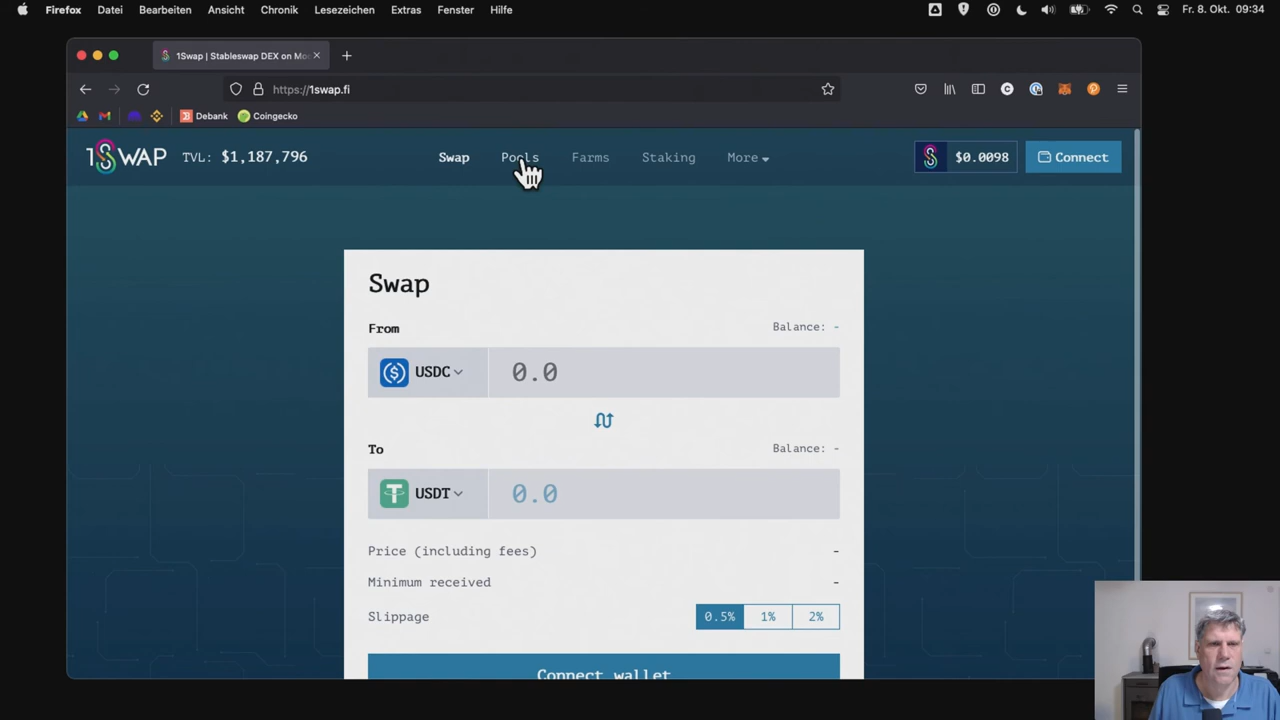 Firefox Datei Bearbeiten Ansicht Chronik Lesezeichen Extras Fenster Hilfe Fr. 8. Okt. 09:34
1Swap | Stableswap DEX on Moo
https://1swap.fi
Debank Coingecko
1SWAP TVL: $1,187,796 Swap Pools Farms Staking More $0.0098 Connect
Swap
From Balance: -
USDC 0.0
To Balance: -
USDT 0.0
Price (including fees) -
Minimum received -
Slippage 0.5% 1% 2%
Connect wallet